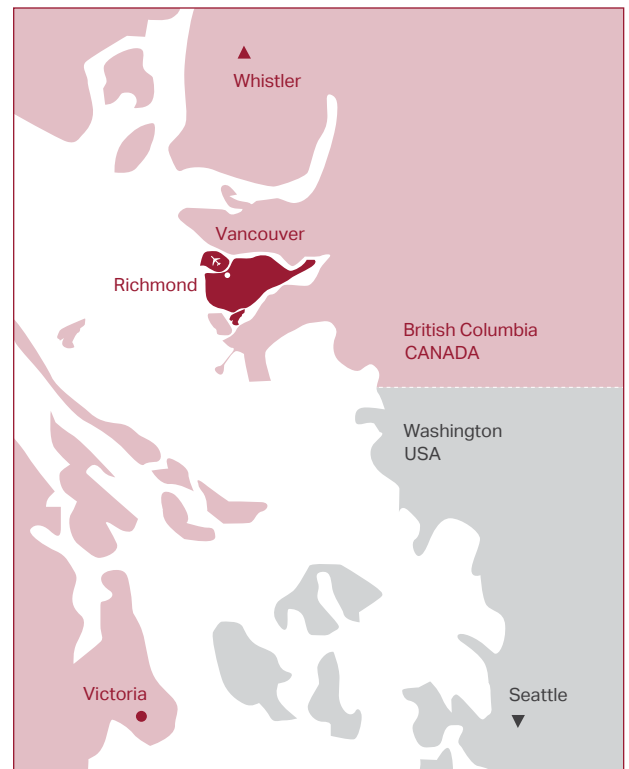 Whistler
Vancouver
Richmond
British Columbia
CANADA
Washington
USA
Victoria
Seattle